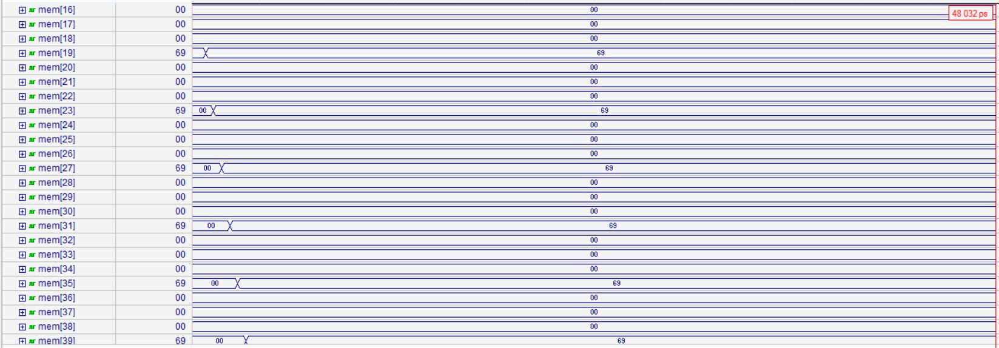 mem[16] 00 00 48 032 ps
mem[17] 00 00
mem[18] 00 00
mem[19] 69 69
mem[20] 00 00
mem[21] 00 00
mem[22] 00 00
mem[23] 69 00 69
mem[24] 00 00
mem[25] 00 00
mem[26] 00 00
mem[27] 69 00 69
mem[28] 00 00
mem[29] 00 00
mem[30] 00 00
mem[31] 69 00 69
mem[32] 00 00
mem[33] 00 00
mem[34] 00 00
mem[35] 69 00 69
mem[36] 00 00
mem[37] 00 00
mem[38] 00 00
mem[39] 69 00 69